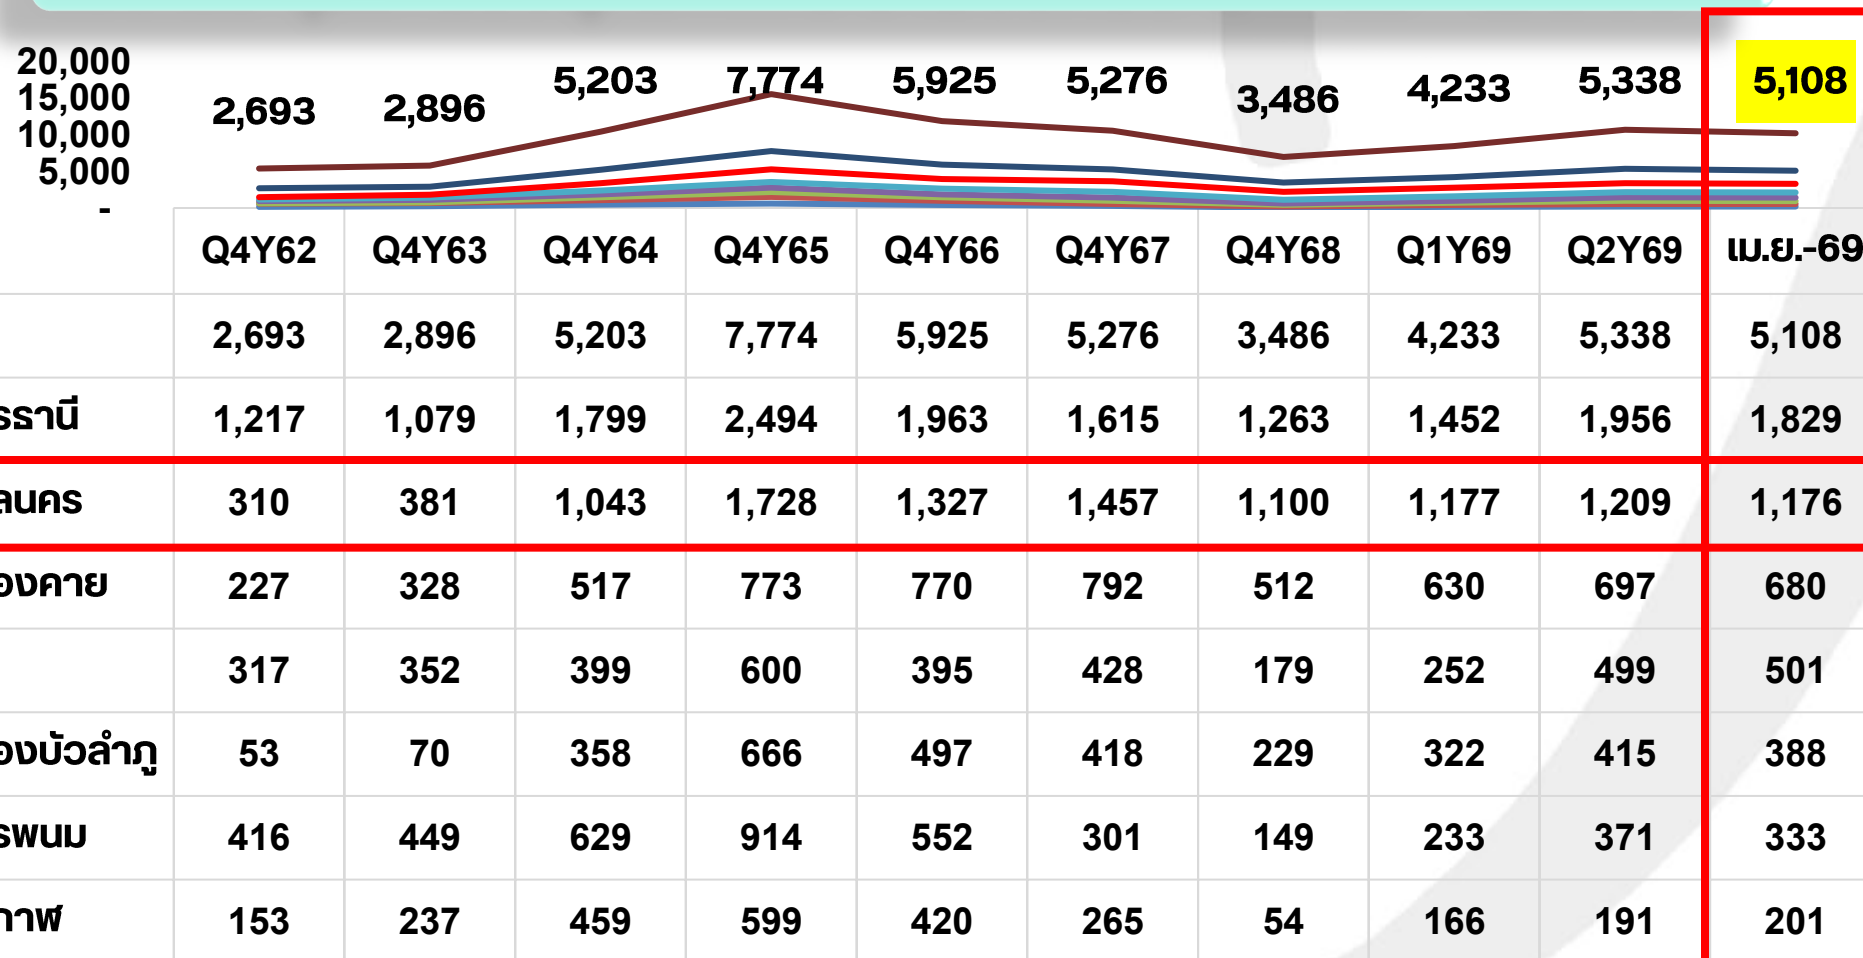 20,000
15,000
10,000
5,000
-
2,693 2,896 5,203 7,774 5,925 5,276 3,486 4,233 5,338 5,108
Q4Y62 Q4Y63 Q4Y64 Q4Y65 Q4Y66 Q4Y67 Q4Y68 Q1Y69 Q2Y69 เม.ย.-69
2,693 2,896 5,203 7,774 5,925 5,276 3,486 4,233 5,338 5,108
รธานี 1,217 1,079 1,799 2,494 1,963 1,615 1,263 1,452 1,956 1,829
ลนคร 310 381 1,043 1,728 1,327 1,457 1,100 1,177 1,209 1,176
องคาย 227 328 517 773 770 792 512 630 697 680
317 352 399 600 395 428 179 252 499 501
องบัวลำภู 53 70 358 666 497 418 229 322 415 388
รพนม 416 449 629 914 552 301 149 233 371 333
กาฬ 153 237 459 599 420 265 54 166 191 201